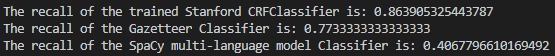 The recall of the trained Stanford CRFClassifier is: 0.863905325443787
The recall of the Gazetteer Classifier is: 0.7733333333333333
The recall of the SpaCy multi-language model Classifier is: 0.4067796610169492